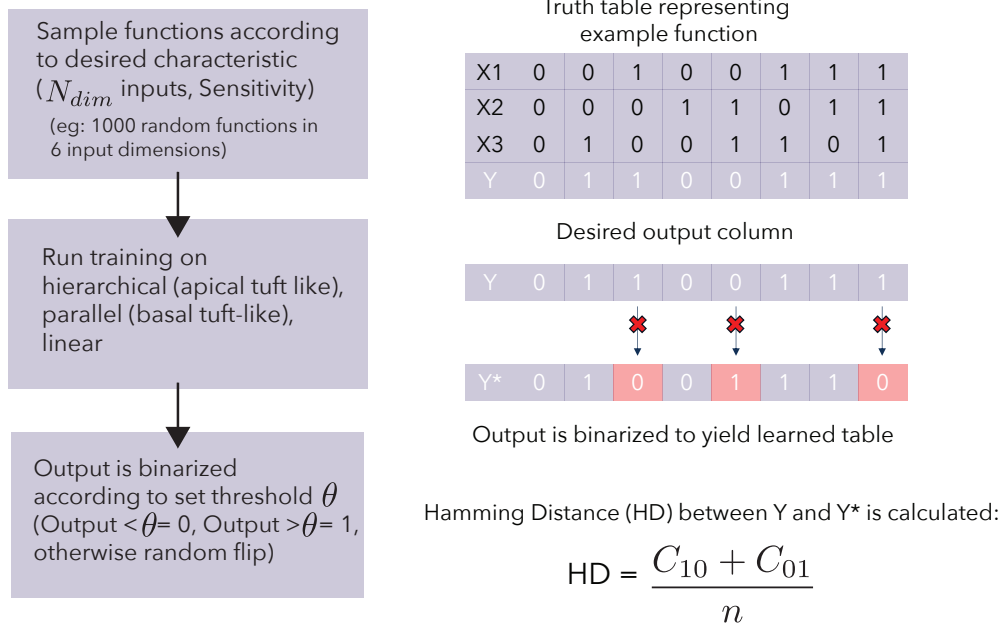 Sample functions according
to desired characteristic
(N_dim inputs, Sensitivity)
(eg: 1000 random functions in
6 input dimensions)
Run training on
hierarchical (apical tuft like),
parallel (basal tuft-like),
linear
Output is binarized
according to set threshold θ
(Output <θ= 0, Output >θ= 1,
otherwise random flip)
Truth table representing
example function
X1 0 0 1 0 0 1 1 1
X2 0 0 0 1 1 0 1 1
X3 0 1 0 0 1 1 0 1
Y 0 1 1 0 0 1 1 1
Desired output column
Y 0 1 1 0 0 1 1 1
Y* 0 1 0 0 1 1 1 0
Output is binarized to yield learned table
Hamming Distance (HD) between Y and Y* is calculated:
HD = (C_10 + C_01) / n